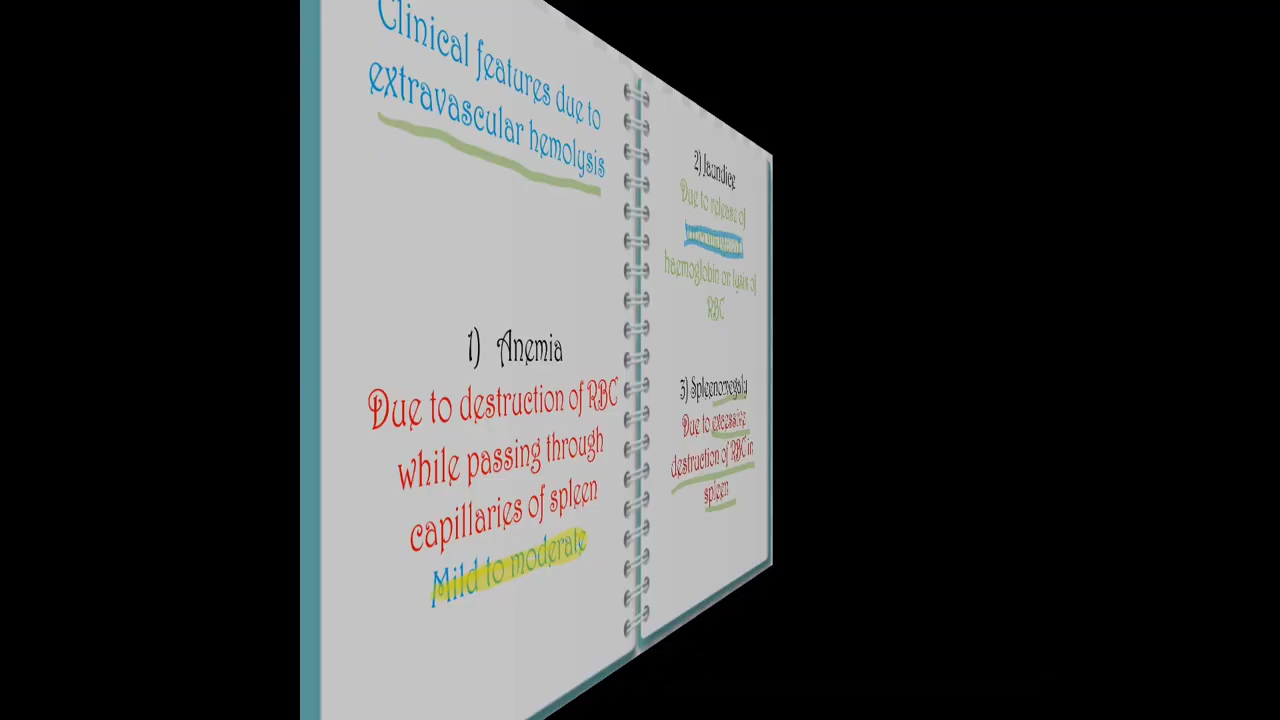 Clinical features due to
extravascular hemolysis
1) Anemia
Due to destruction of RBC
while passing through
capillaries of spleen
Mild to moderate
2) Jaundice
Due to release of
haemoglobin on lysis of
RBC
3) Spleenomegaly
Due to excessive
destruction of RBC in
spleen